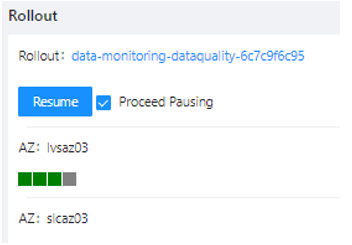 Rollout
Rollout: data-monitoring-dataquality-6c7c9f6c95
Resume Proceed Pausing
AZ: lvsaz03
AZ: slcaz03